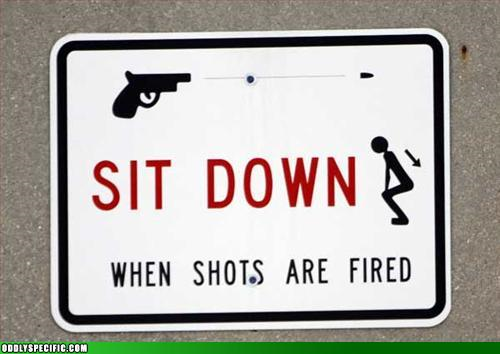 SIT DOWN
WHEN SHOTS ARE FIRED
ODDLYSPECIFIC.COM